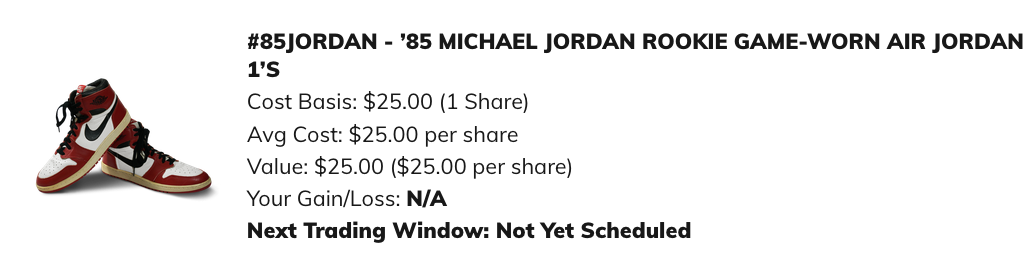 #85JORDAN - ’85 MICHAEL JORDAN ROOKIE GAME-WORN AIR JORDAN
1’S
Cost Basis: $25.00 (1 Share)
Avg Cost: $25.00 per share
Value: $25.00 ($25.00 per share)
Your Gain/Loss: N/A
Next Trading Window: Not Yet Scheduled